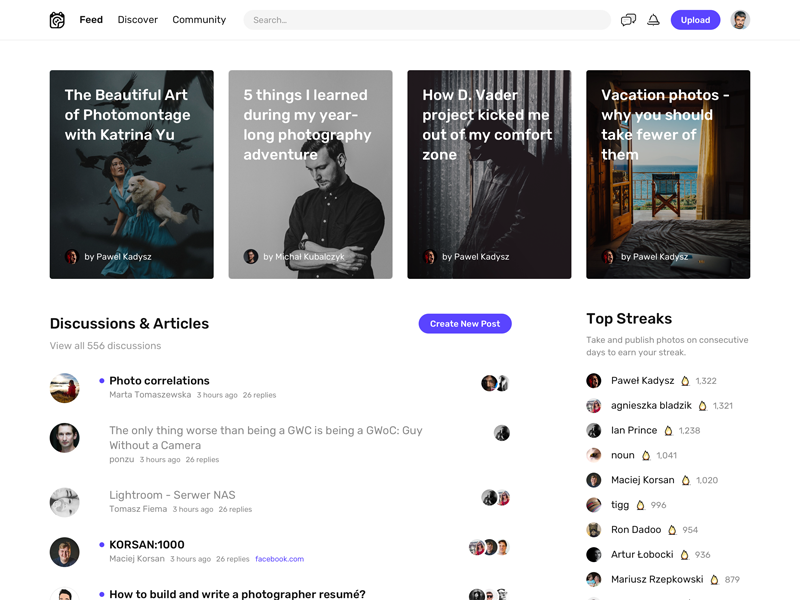 Feed Discover Community Search... Upload
The Beautiful Art
of Photomontage
with Katrina Yu
by Pawel Kadysz
5 things I learned
during my year-
long photography
adventure
by Michał Kubalczyk
How D. Vader
project kicked me
out of my comfort
zone
by Pawel Kadysz
Vacation photos -
why you should
take fewer of
them
by Pawel Kadysz
Discussions & Articles
Create New Post
View all 556 discussions
Photo correlations
Marta Tomaszewska 3 hours ago 26 replies
The only thing worse than being a GWC is being a GWoC: Guy
Without a Camera
ponzu 3 hours ago 26 replies
Lightroom - Serwer NAS
Tomasz Fiema 3 hours ago 26 replies
KORSAN:1000
Maciej Korsan 3 hours ago 26 replies facebook.com
How to build and write a photographer resumé?
Top Streaks
Take and publish photos on consecutive
days to earn your streak.
Paweł Kadysz 1,322
agnieszka bladzik 1,321
Ian Prince 1,238
noun 1,041
Maciej Korsan 1,020
tigg 996
Ron Dadoo 954
Artur Łobocki 936
Mariusz Rzepkowski 879